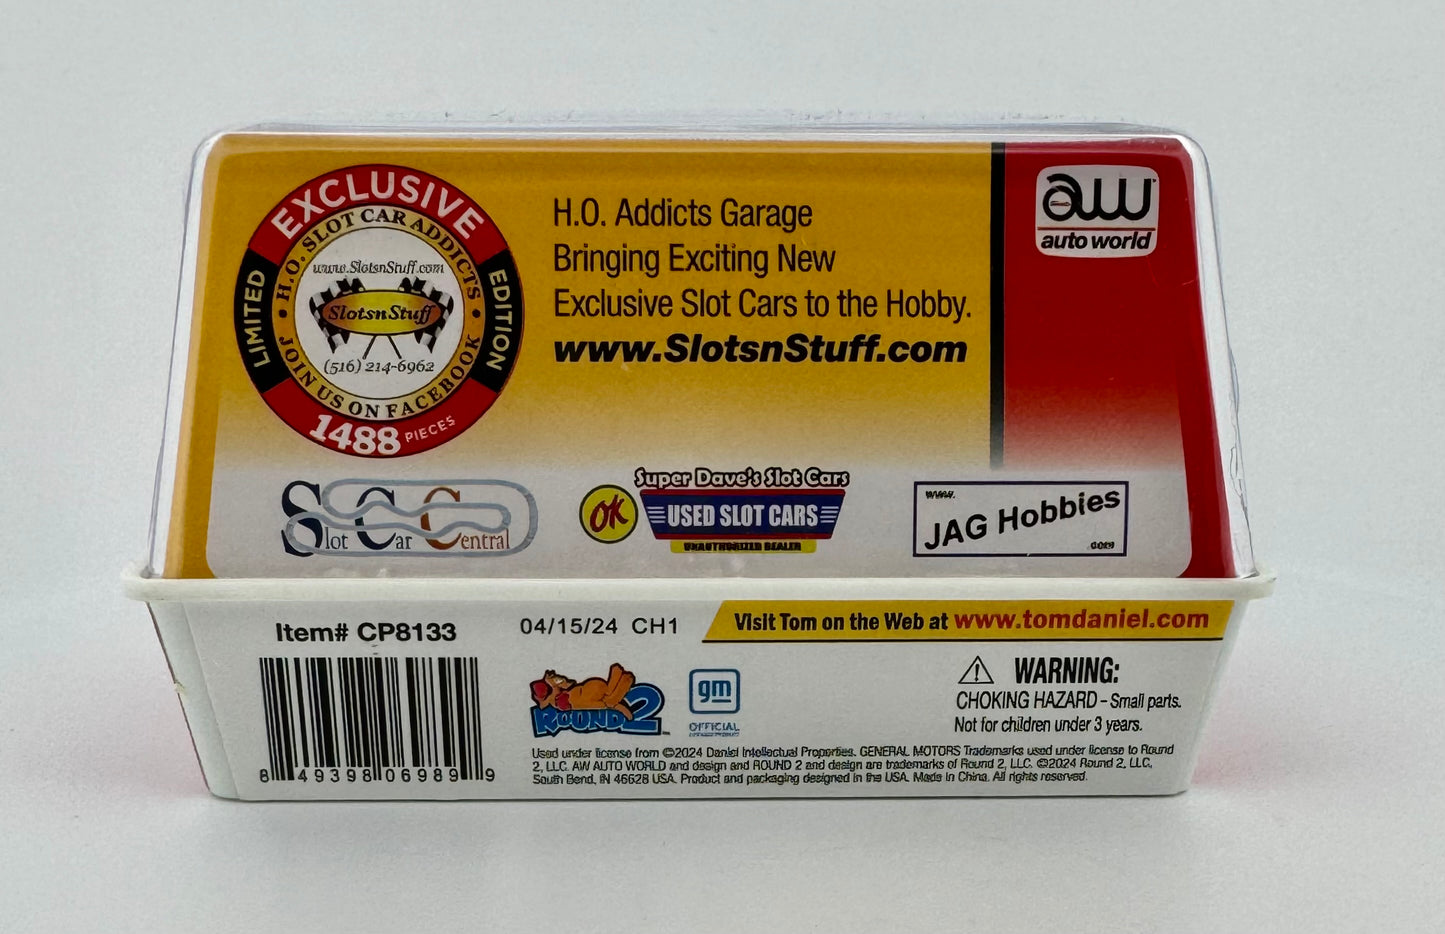 EXCLUSIVE
H.O. SLOT CAR ADDICTS
LIMITED
EDITION
www.SlotsnStuff.com
SlotsnStuff
(516) 214-6962
JOIN US ON FACEBOOK
1488 PIECES
H.O. Addicts Garage
Bringing Exciting New
Exclusive Slot Cars to the Hobby.
www.SlotsnStuff.com
aw
auto world
Slot Car Central
OK
Super Dave's Slot Cars
USED SLOT CARS
UNAUTHORIZED DEALER
www.
JAG Hobbies
.com
Item# CP8133
04/15/24 CH1
Visit Tom on the Web at www.tomdaniel.com
8 49398 06989 9
ROUND 2
gm
OFFICIAL
WARNING:
CHOKING HAZARD - Small parts.
Not for children under 3 years.
Used under license from ©2024 Daniel Intellectual Properties. GENERAL MOTORS Trademarks used under license to Round
2, LLC. AW AUTO WORLD and design and ROUND 2 and design are trademarks of Round 2, LLC. ©2024 Round 2, LLC,
South Bend, IN 46628 USA. Product and packaging designed in the USA. Made in China. All rights reserved.